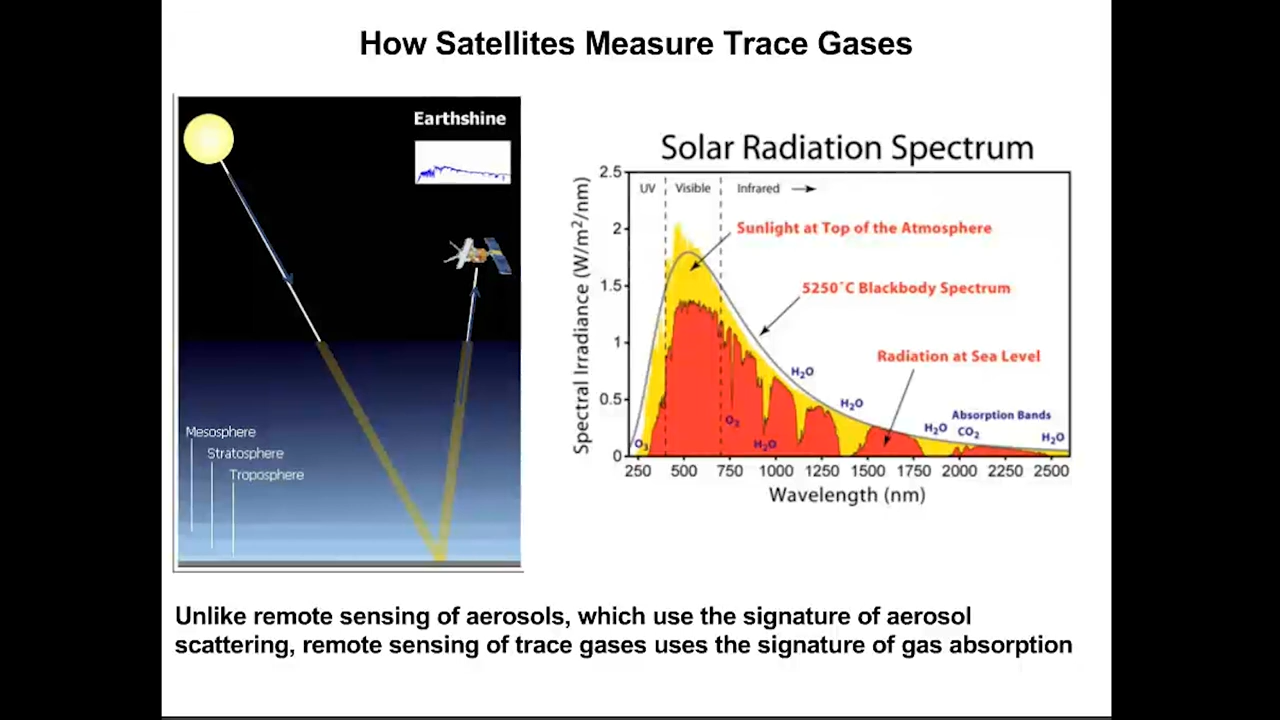 How Satellites Measure Trace Gases
Earthshine
Mesosphere
Stratosphere
Troposphere
Solar Radiation Spectrum
Spectral Irradiance (W/m²/nm)
2.5
2
1.5
1
0.5
0
UV
Visible
Infrared
Sunlight at Top of the Atmosphere
5250˚C Blackbody Spectrum
Radiation at Sea Level
H₂O
H₂O
Absorption Bands
H₂O
CO₂
H₂O
O₂
O₃
H₂O
250 500 750 1000 1250 1500 1750 2000 2250 2500
Wavelength (nm)
Unlike remote sensing of aerosols, which use the signature of aerosol
scattering, remote sensing of trace gases uses the signature of gas absorption